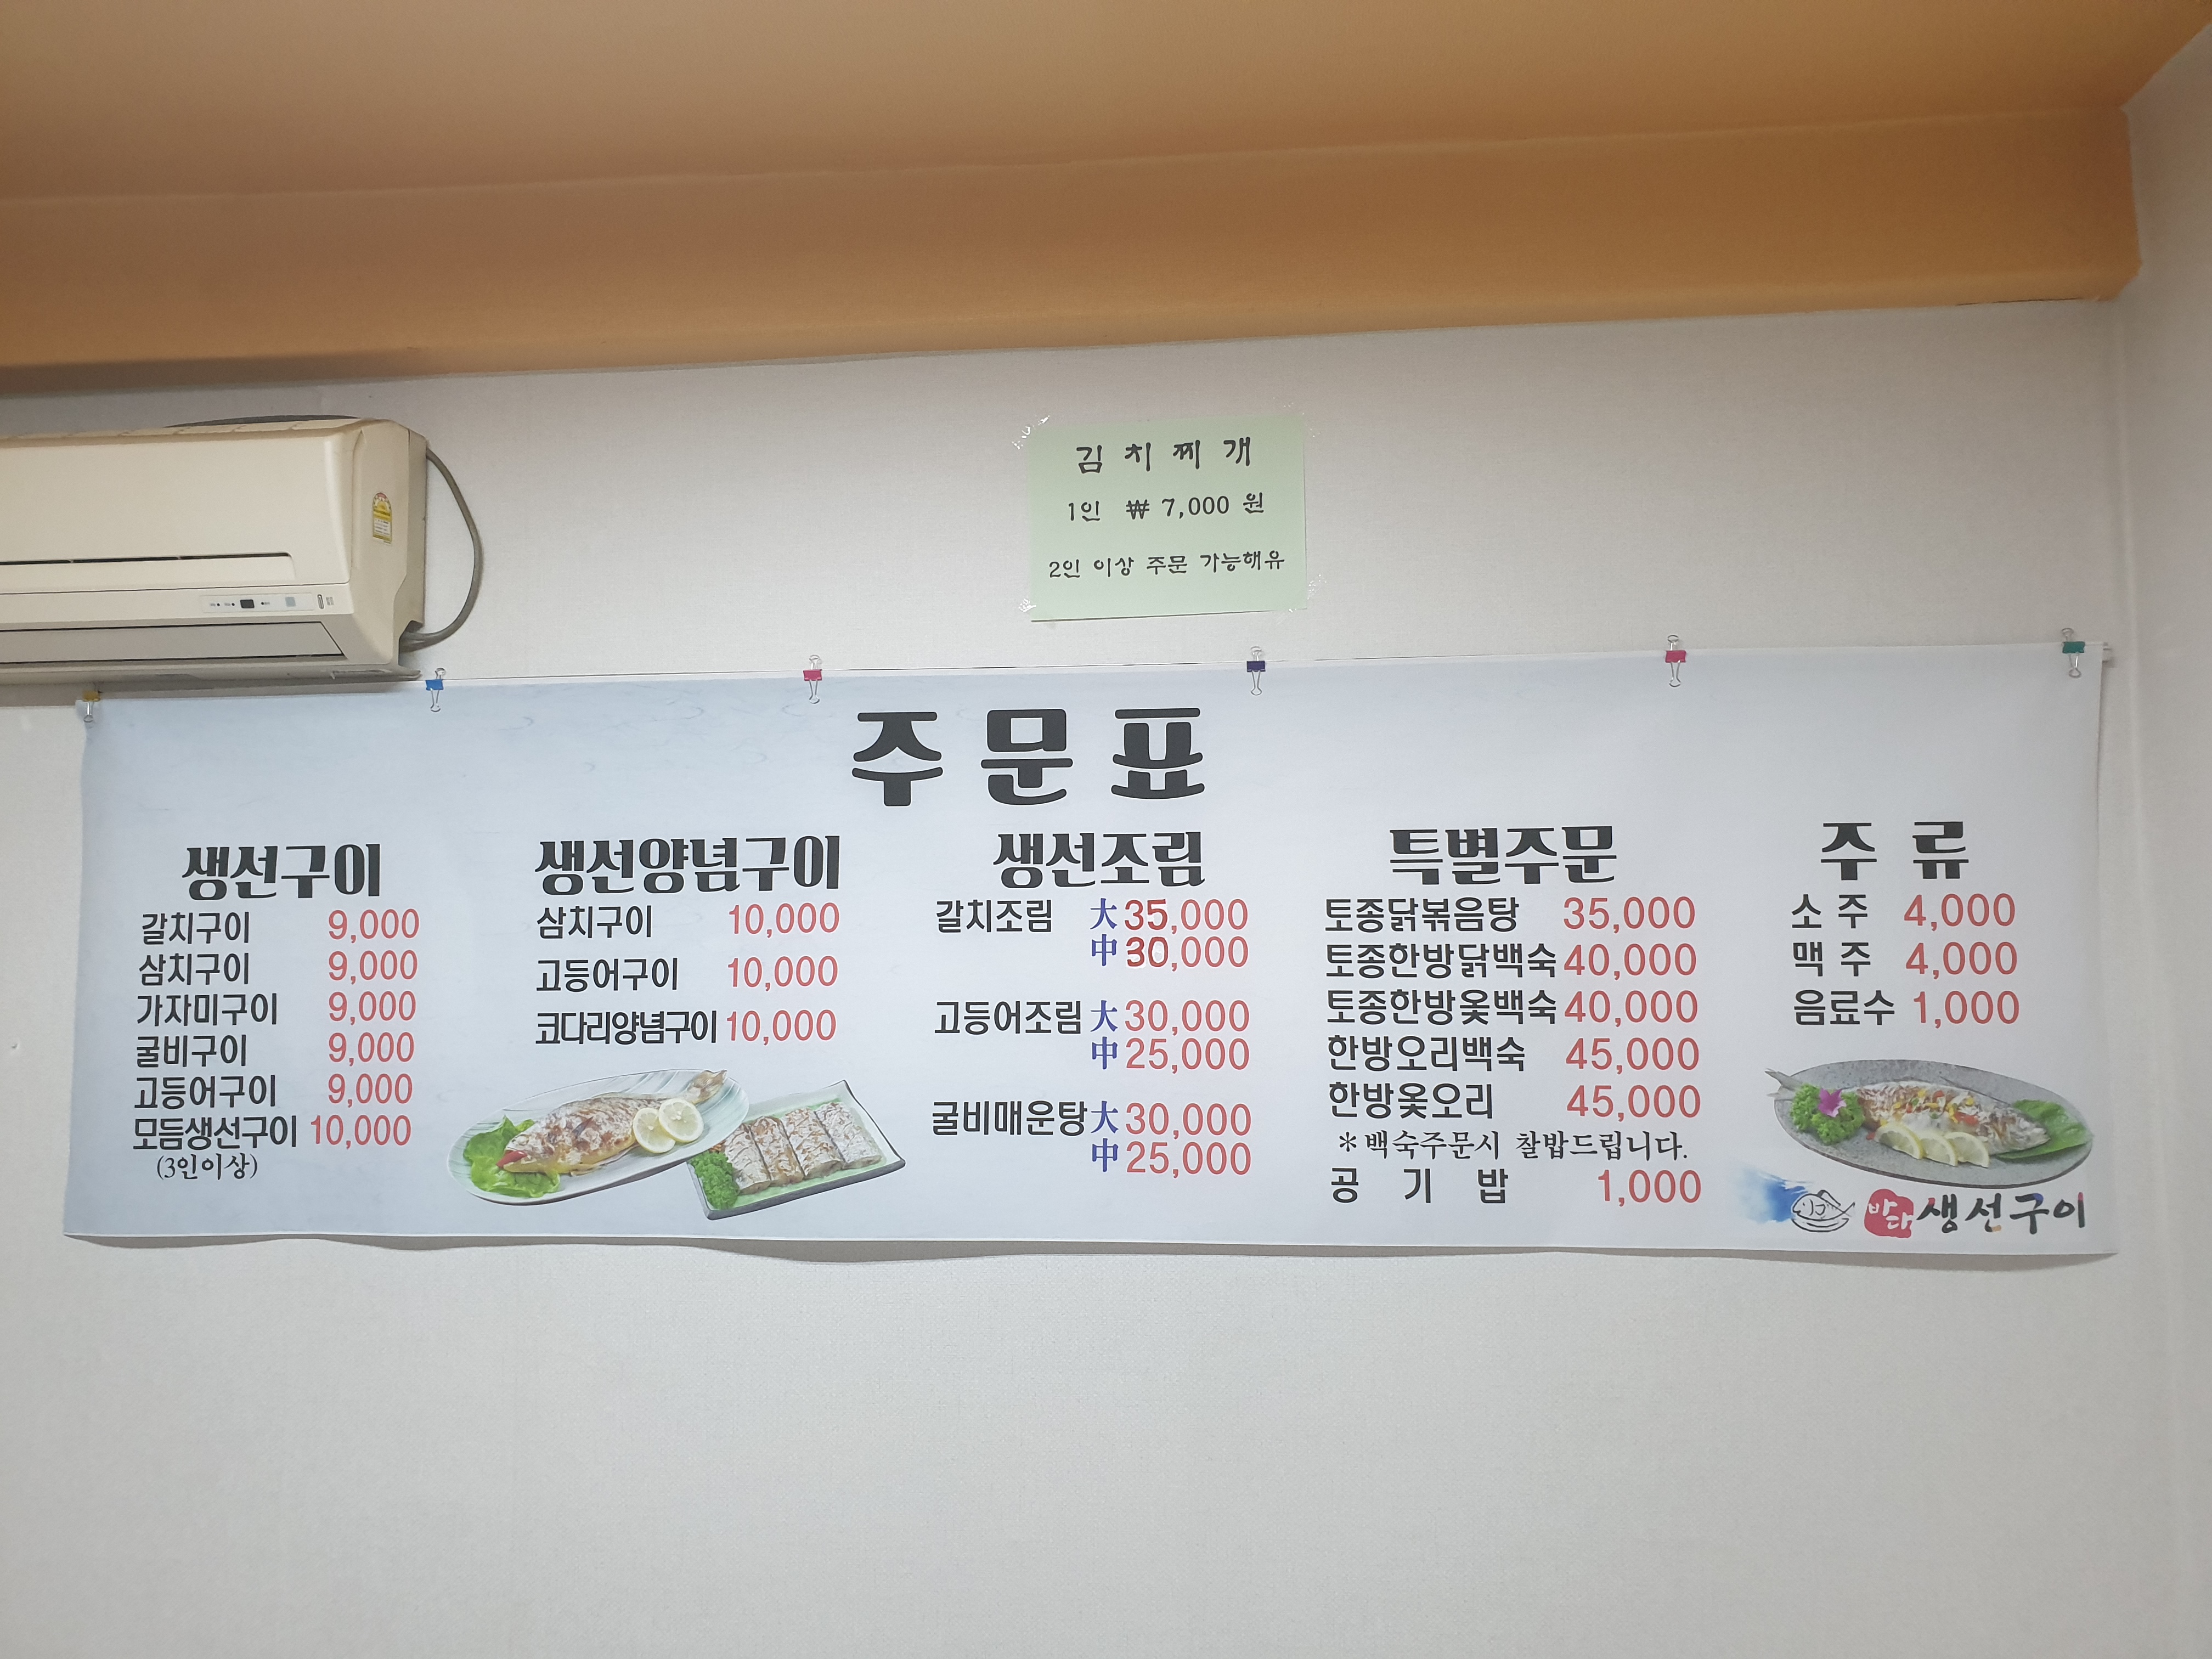 김 치 찌 개
1인 ₩ 7,000 원
2인 이상 주문 가능해유
주문표
생선구이
갈치구이 9,000
삼치구이 9,000
가자미구이 9,000
굴비구이 9,000
고등어구이 9,000
모듬생선구이 10,000
(3인이상)
생선양념구이
삼치구이 10,000
고등어구이 10,000
코다리양념구이 10,000
생선조림
갈치조림 大 35,000
中 30,000
고등어조림 大 30,000
中 25,000
굴비매운탕 大 30,000
中 25,000
특별주문
토종닭볶음탕 35,000
토종한방닭백숙 40,000
토종한방옻백숙 40,000
한방오리백숙 45,000
한방옻오리 45,000
*백숙주문시 찰밥드립니다.
공 기 밥 1,000
주 류
소 주 4,000
맥 주 4,000
음료수 1,000
바다 생선구이